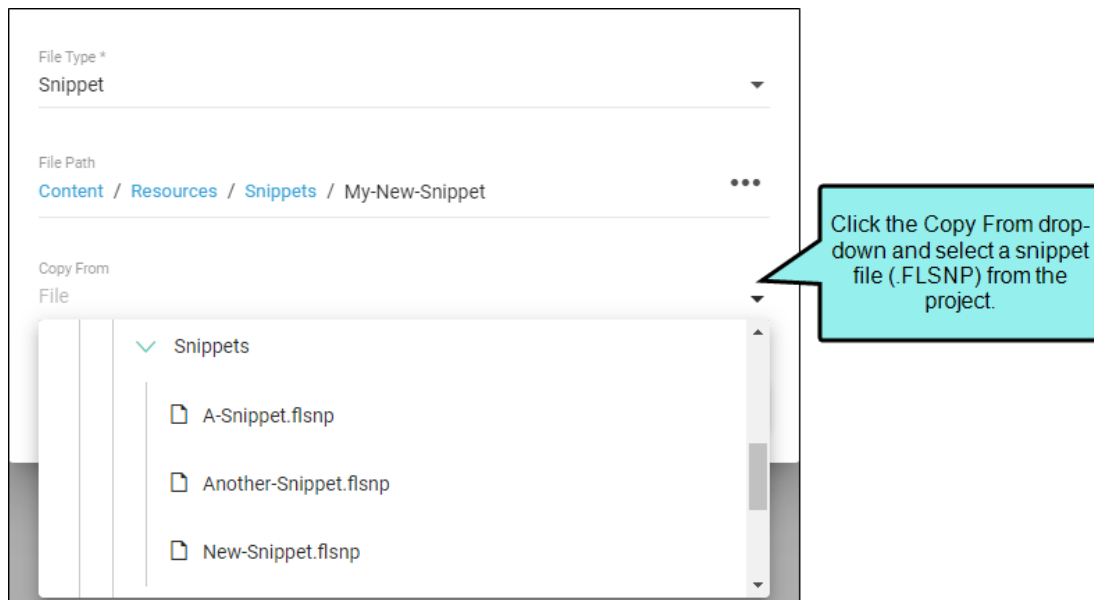 File Type *
Snippet
File Path
Content / Resources / Snippets / My-New-Snippet
Copy From
File
Click the Copy From drop-
down and select a snippet
file (.FLSNP) from the
project.
Snippets
A-Snippet.flsnp
Another-Snippet.flsnp
New-Snippet.flsnp